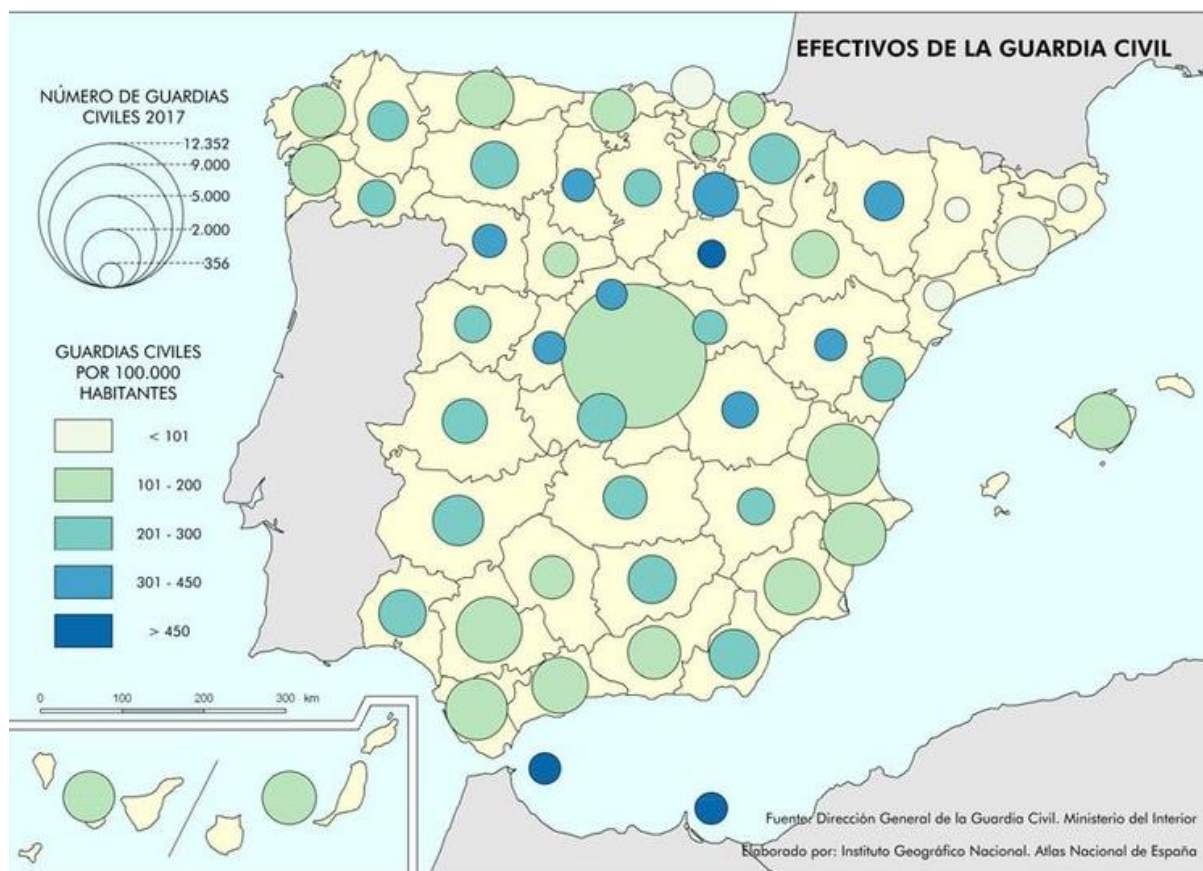 EFECTIVOS DE LA GUARDIA CIVIL
NÚMERO DE GUARDIAS
CIVILES 2017
12.352
9.000
5.000
2.000
356
GUARDIAS CIVILES
POR 100.000
HABITANTES
< 101
101 - 200
201 - 300
301 - 450
> 450
0 100 200 300 km
Fuente: Dirección General de la Guardia Civil. Ministerio del Interior
Elaborado por: Instituto Geográfico Nacional. Atlas Nacional de España